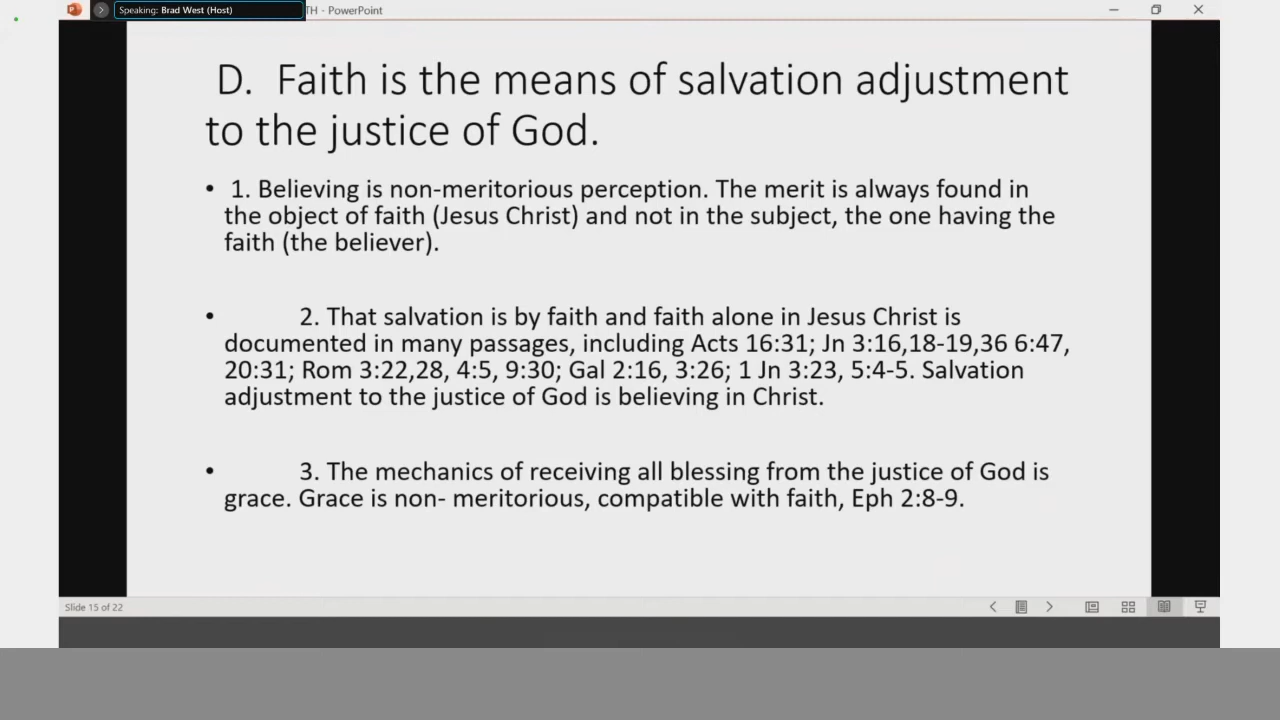 Speaking: Brad West (Host)
TH - PowerPoint
D. Faith is the means of salvation adjustment
to the justice of God.
• 1. Believing is non-meritorious perception. The merit is always found in
the object of faith (Jesus Christ) and not in the subject, the one having the
faith (the believer).
• 2. That salvation is by faith and faith alone in Jesus Christ is
documented in many passages, including Acts 16:31; Jn 3:16,18-19,36 6:47,
20:31; Rom 3:22,28, 4:5, 9:30; Gal 2:16, 3:26; 1 Jn 3:23, 5:4-5. Salvation
adjustment to the justice of God is believing in Christ.
• 3. The mechanics of receiving all blessing from the justice of God is
grace. Grace is non- meritorious, compatible with faith, Eph 2:8-9.
Slide 15 of 22